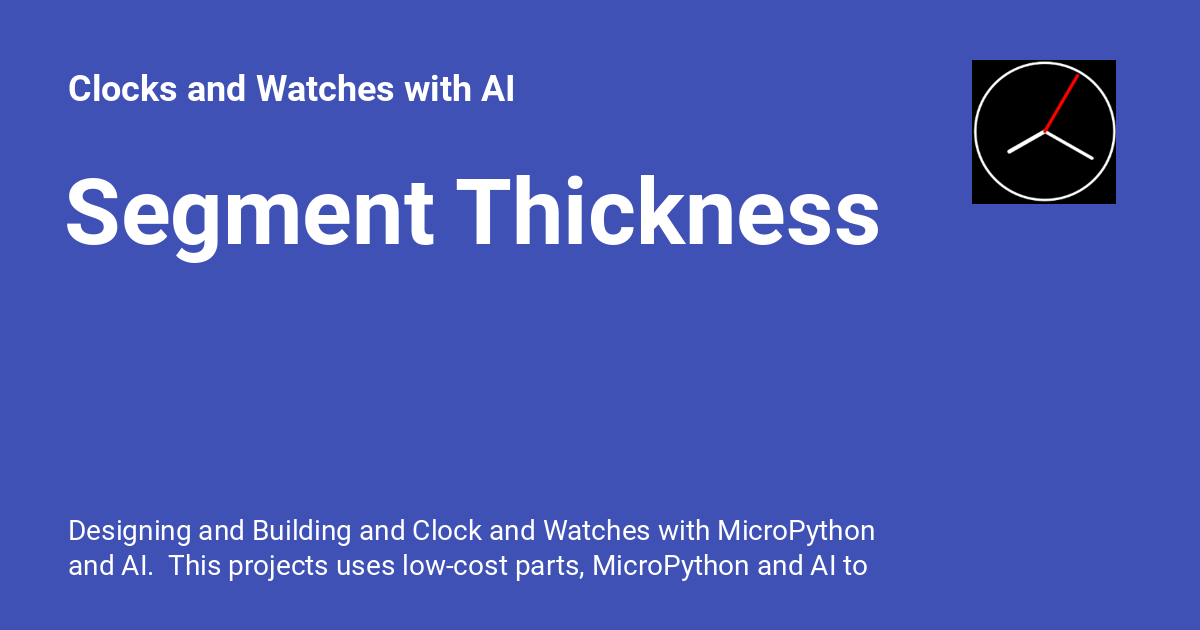 Clocks and Watches with AI
Segment Thickness
Designing and Building and Clock and Watches with MicroPython
and AI.  This projects uses low-cost parts, MicroPython and AI to